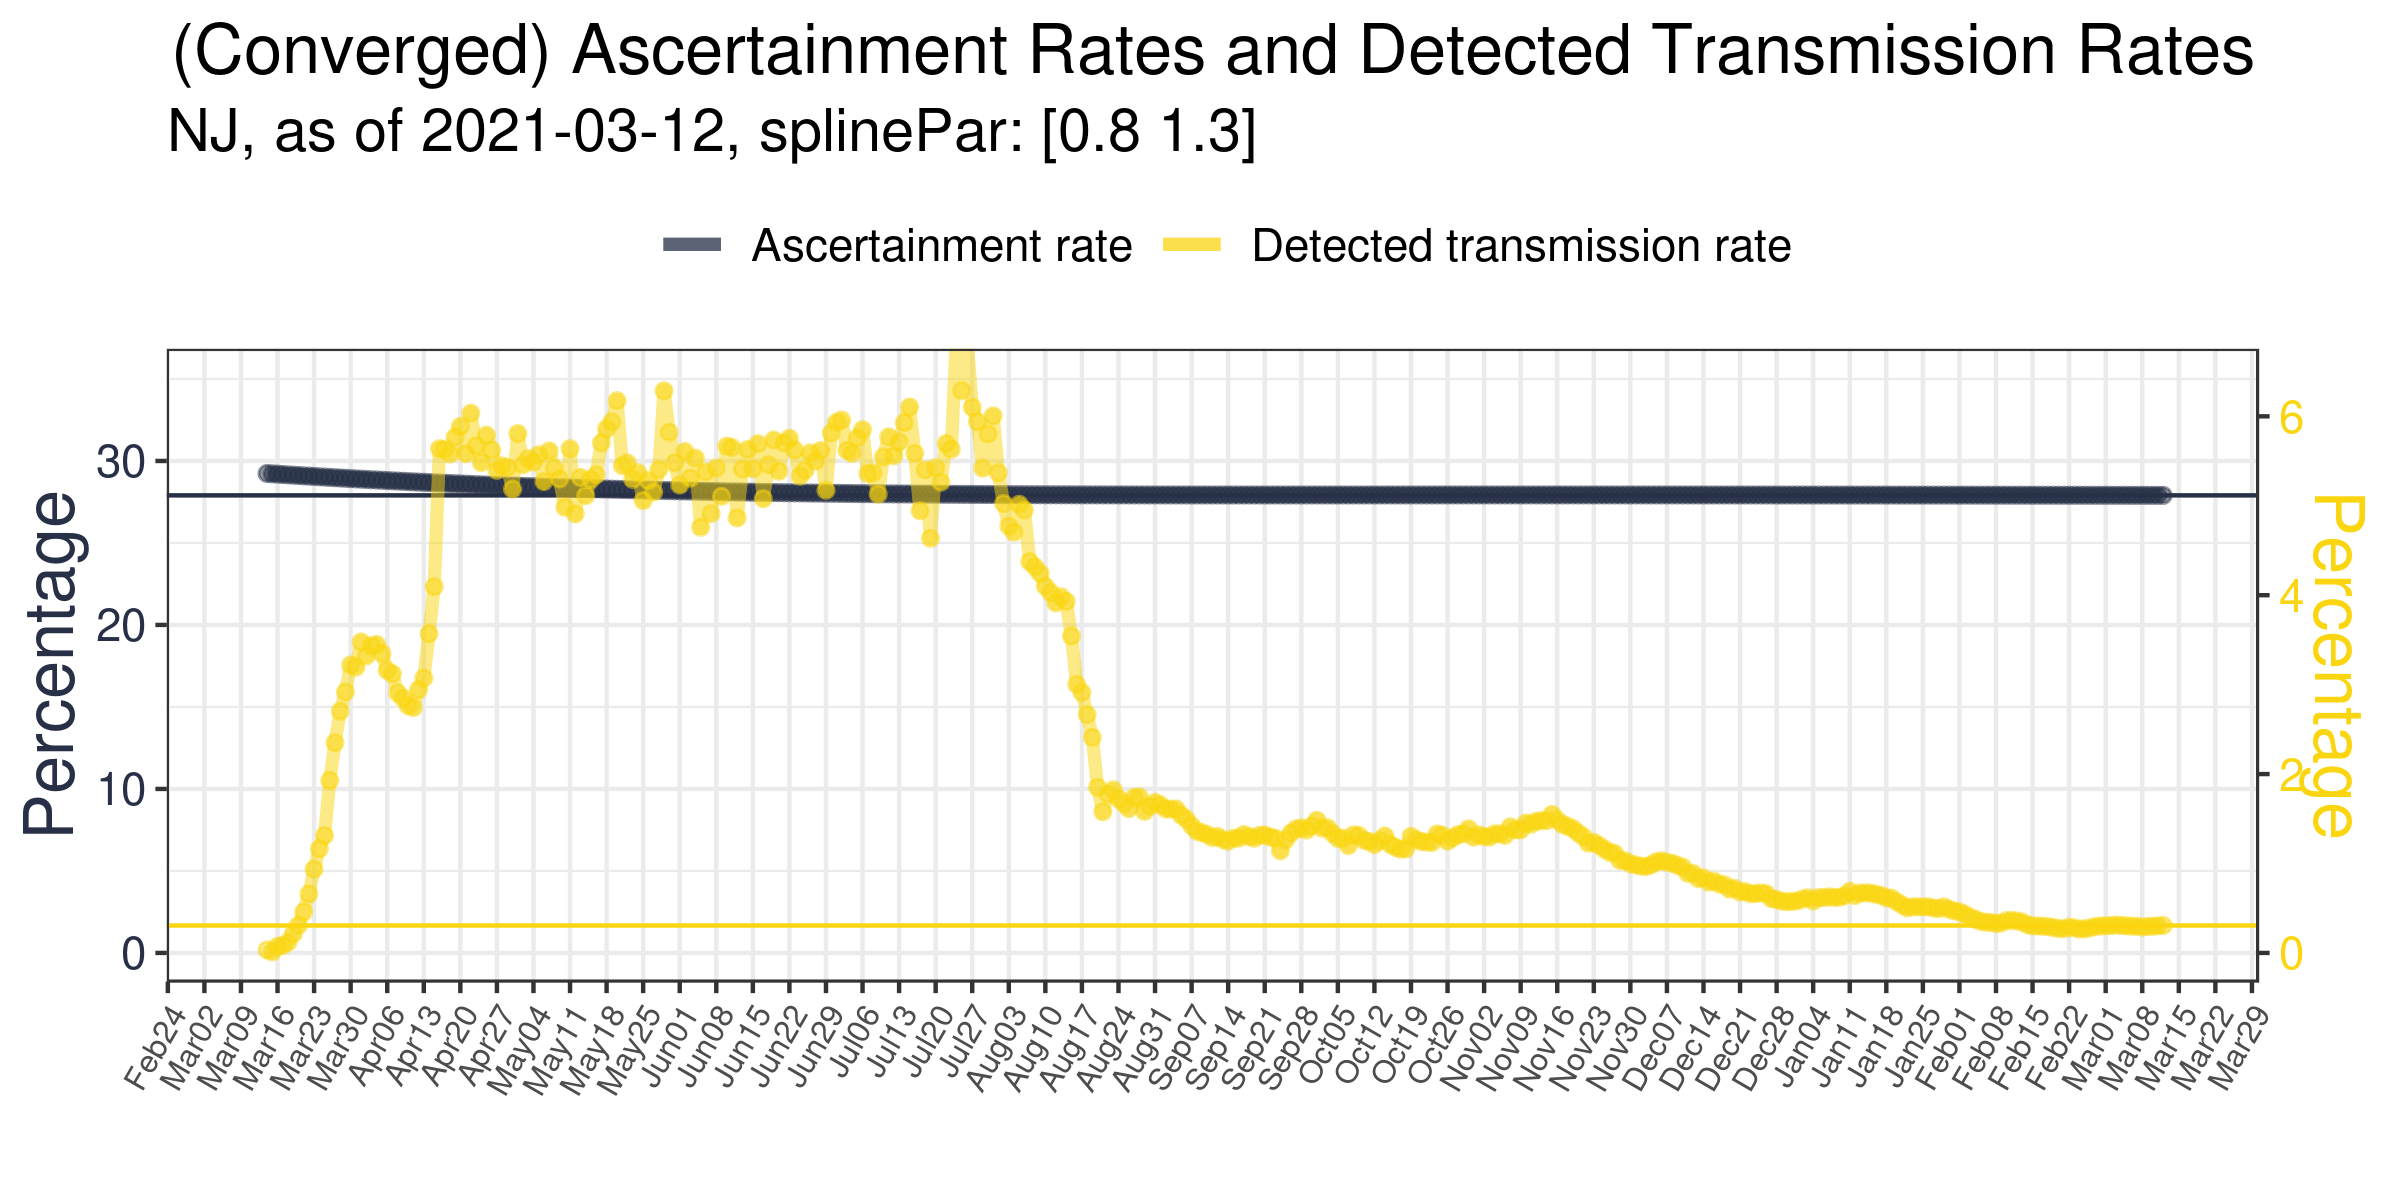 (Converged) Ascertainment Rates and Detected Transmission Rates
NJ, as of 2021-03-12, splinePar: [0.8 1.3]
Ascertainment rate Detected transmission rate
Percentage
30
20
10
0
6
4
2
0
Percentage
Feb24 Mar02 Mar09 Mar16 Mar23 Mar30 Apr06 Apr13 Apr20 Apr27 May04 May11 May18 May25 Jun01 Jun08 Jun15 Jun22 Jun29 Jul06 Jul13 Jul20 Jul27 Aug03 Aug10 Aug17 Aug24 Aug31 Sep07 Sep14 Sep21 Sep28 Oct05 Oct12 Oct19 Oct26 Nov02 Nov09 Nov16 Nov23 Nov30 Dec07 Dec14 Dec21 Dec28 Jan04 Jan11 Jan18 Jan25 Feb01 Feb08 Feb15 Feb22 Mar01 Mar08 Mar15 Mar22 Mar29